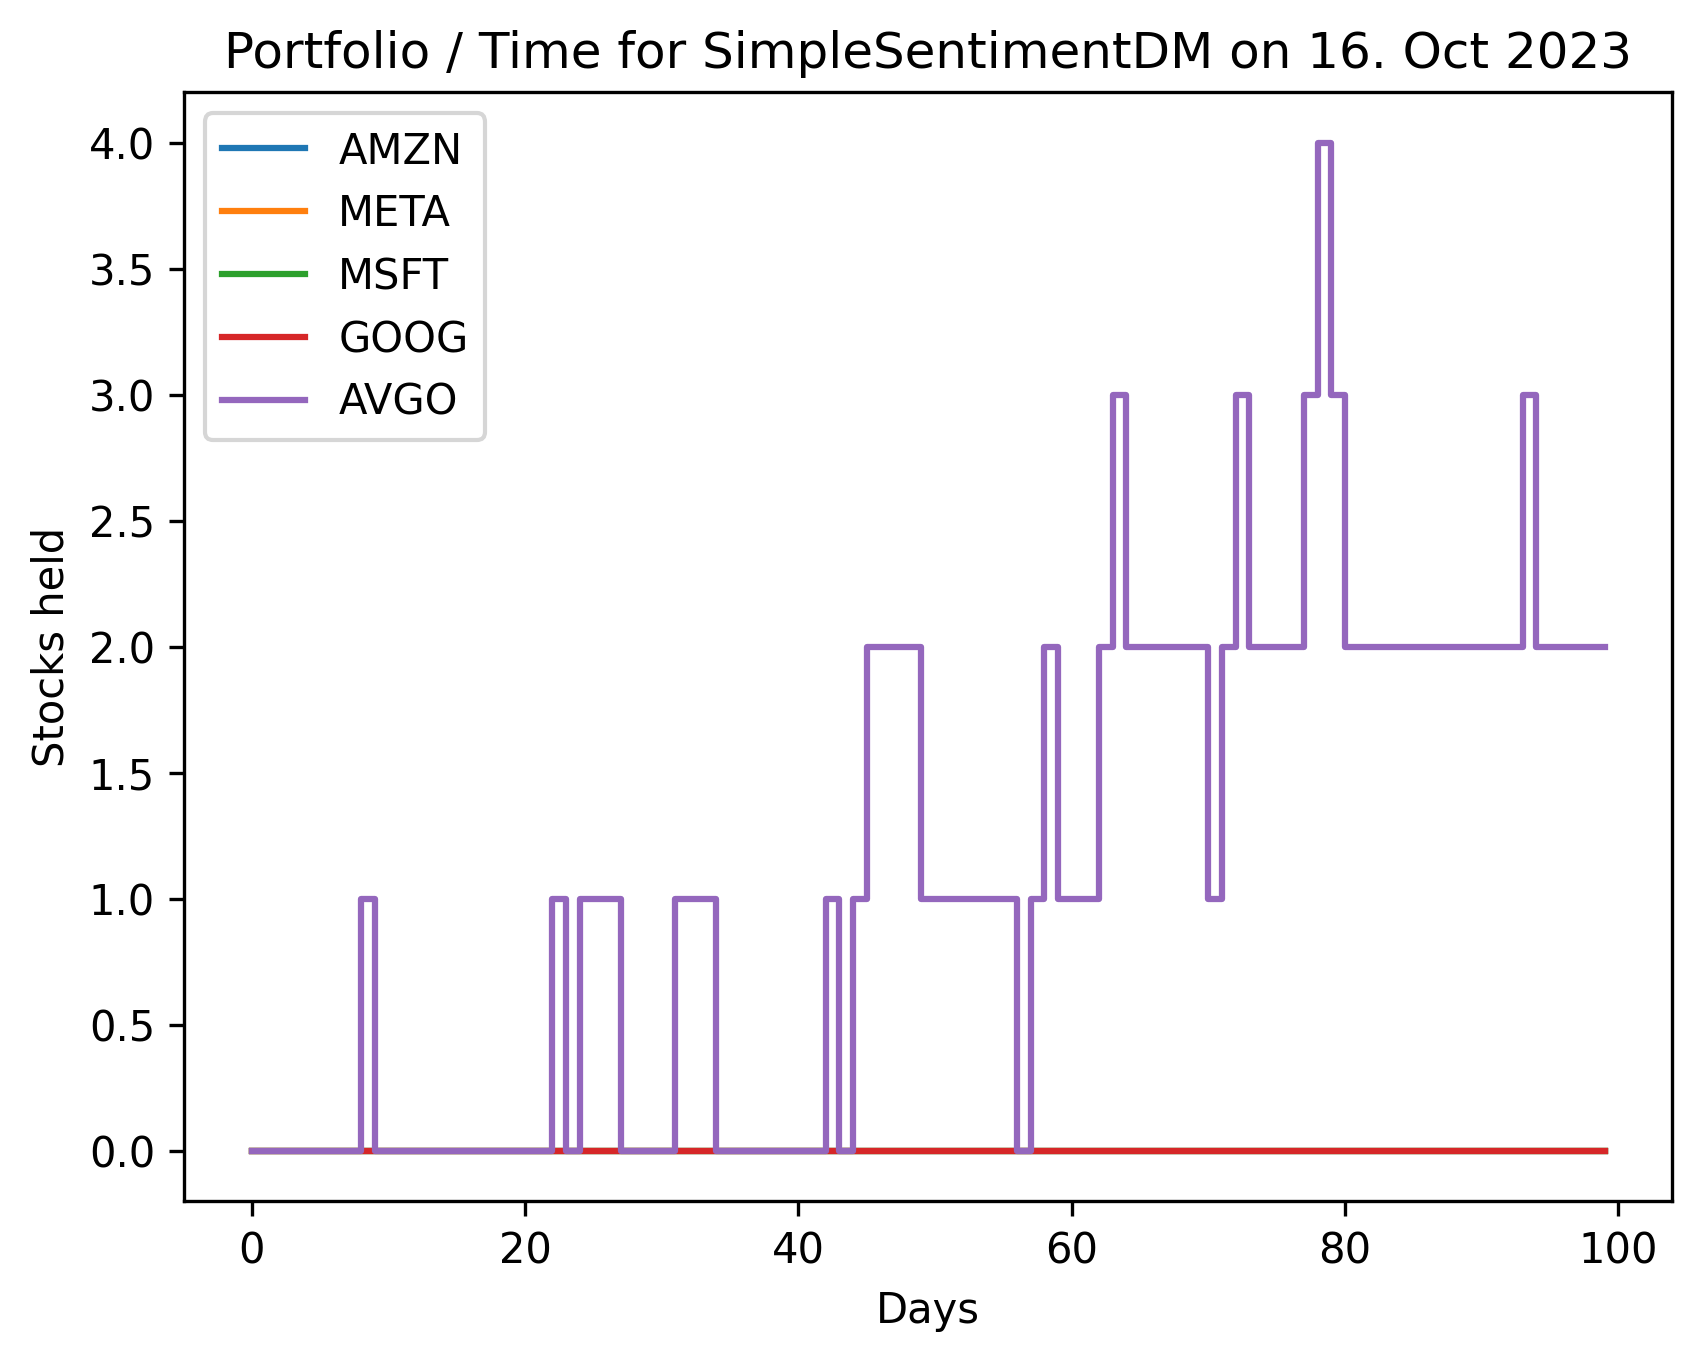 Portfolio / Time for SimpleSentimentDM on 16. Oct 2023
AMZN
META
MSFT
GOOG
AVGO
4.0
3.5
3.0
2.5
2.0
1.5
1.0
0.5
0.0
Stocks held
0 20 40 60 80 100
Days